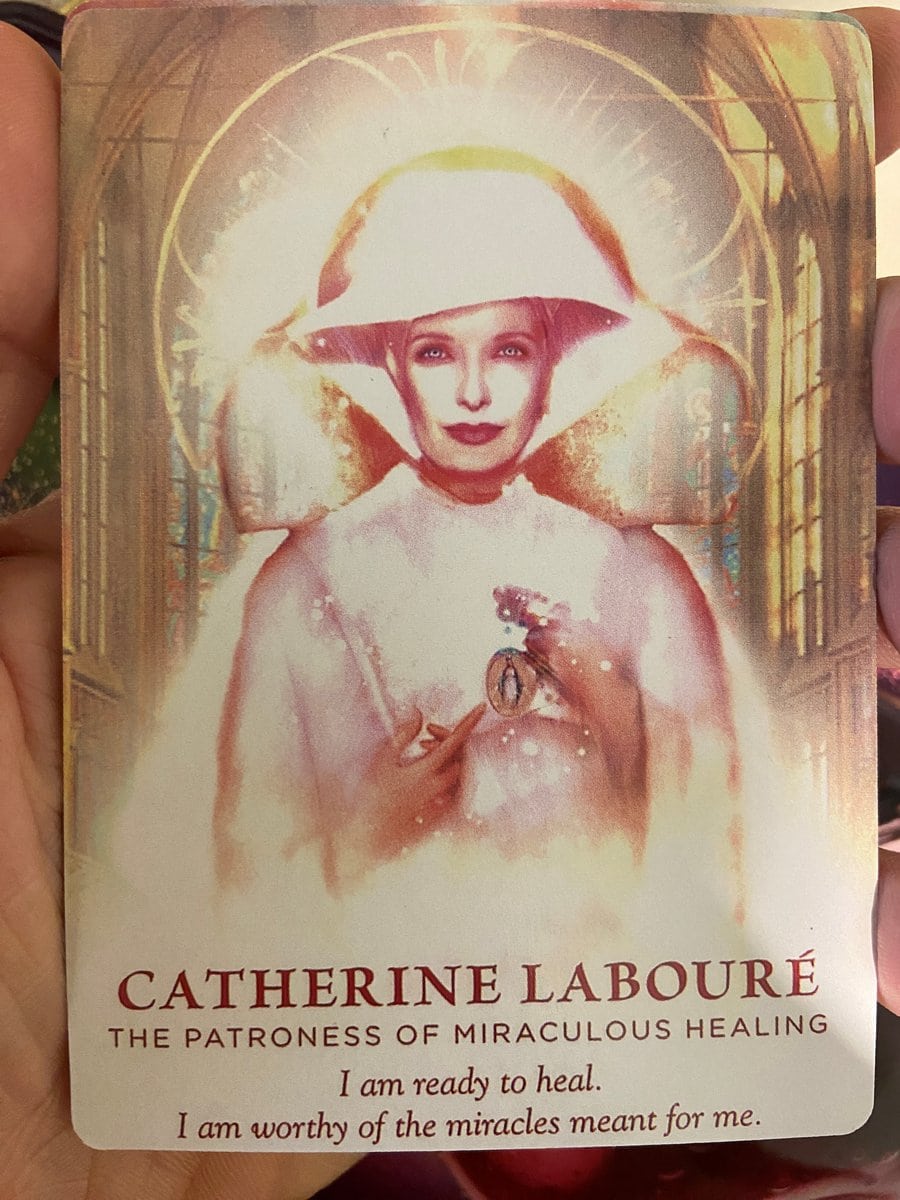 CATHERINE LABOURÉ
THE PATRONESS OF MIRACULOUS HEALING
I am ready to heal.
I am worthy of the miracles meant for me.